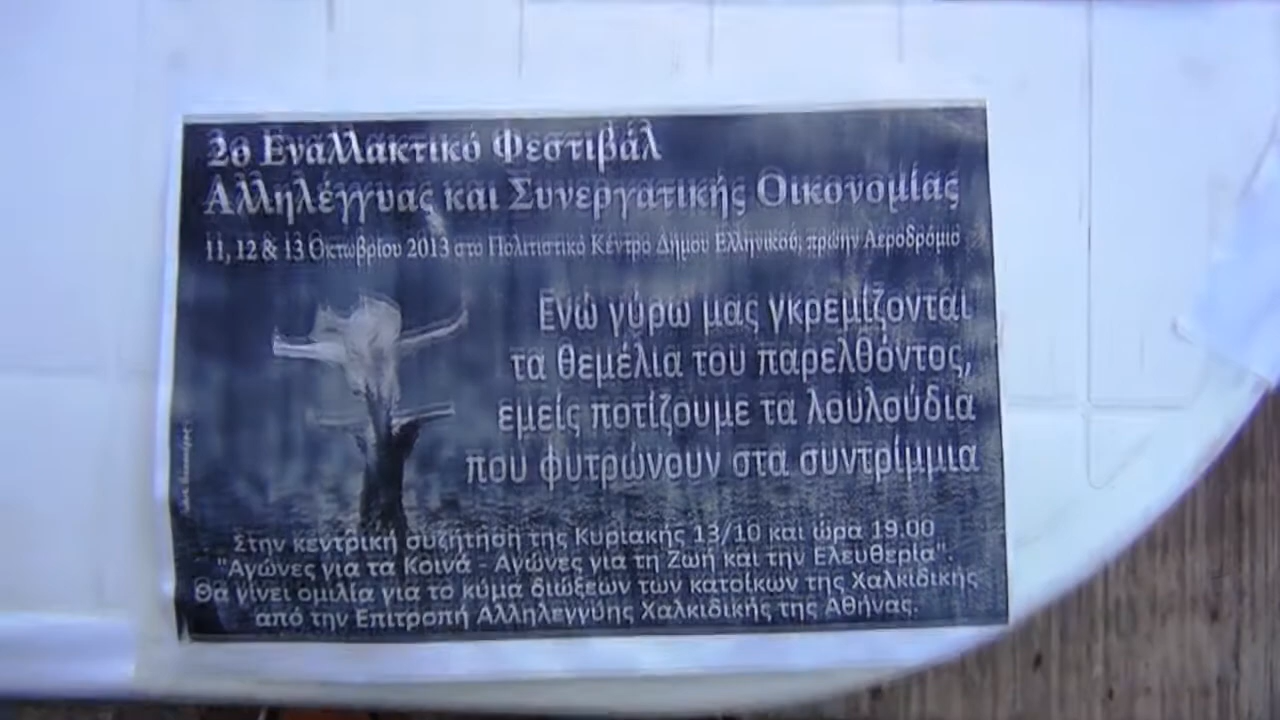 2ο Εναλλακτικό Φεστιβάλ
Αλληλέγγυας και Συνεργατικής Οικονομίας
11, 12 & 13 Οκτωβρίου 2013 στο Πολιτιστικό Κέντρο Δήμου Ελληνικού, πρώην Αεροδρόμιο
Ενώ γύρω μας γκρεμίζονται
τα θεμέλια του παρελθόντος,
εμείς ποτίζουμε τα λουλούδια
που φυτρώνουν στα συντρίμμια
Στην κεντρική συζήτηση της Κυριακής 13/10 και ώρα 19.00
"Αγώνες για τα Κοινά - Αγώνες για τη Ζωή και την Ελευθερία".
Θα γίνει ομιλία για το κύμα διώξεων των κατοίκων της Χαλκιδικής
από την Επιτροπή Αλληλεγγύης Χαλκιδικής της Αθήνας.